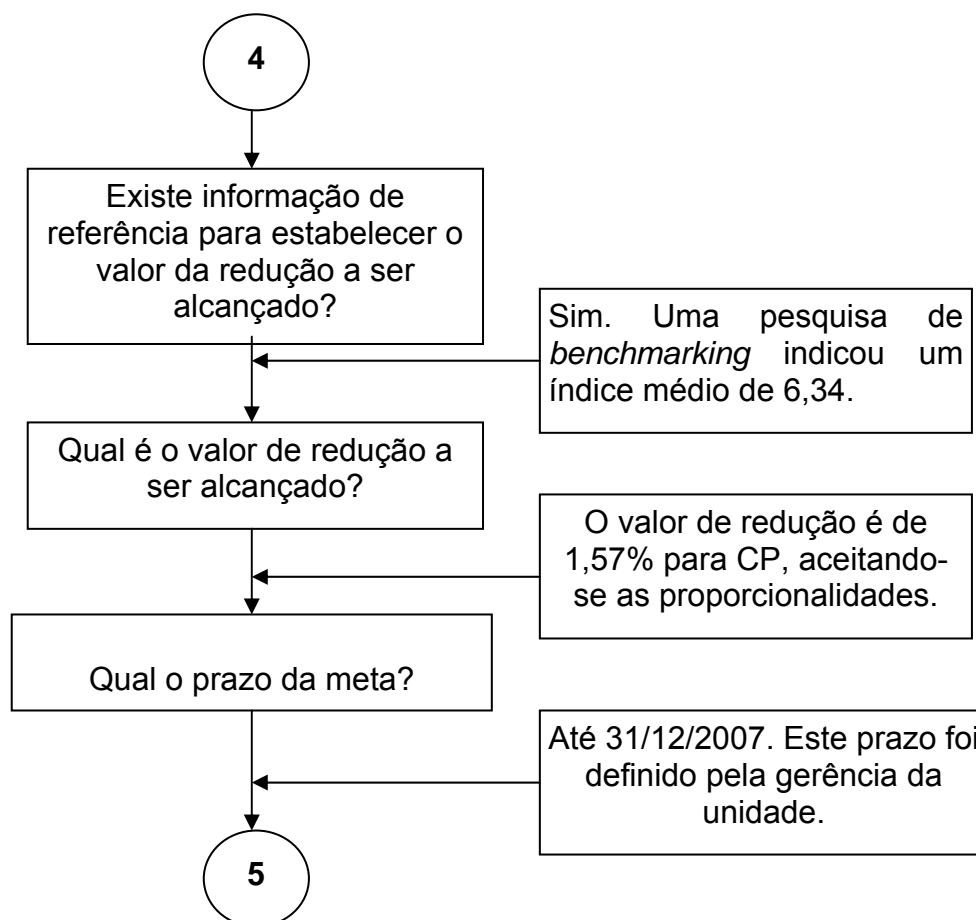 4
Existe informação de
referência para estabelecer o
valor da redução a ser
alcançado?
Sim. Uma pesquisa de
benchmarking indicou um
índice médio de 6,34.
Qual é o valor de redução a
ser alcançado?
O valor de redução é de
1,57% para CP, aceitando-
se as proporcionalidades.
Qual o prazo da meta?
Até 31/12/2007. Este prazo foi
definido pela gerência da
unidade.
5